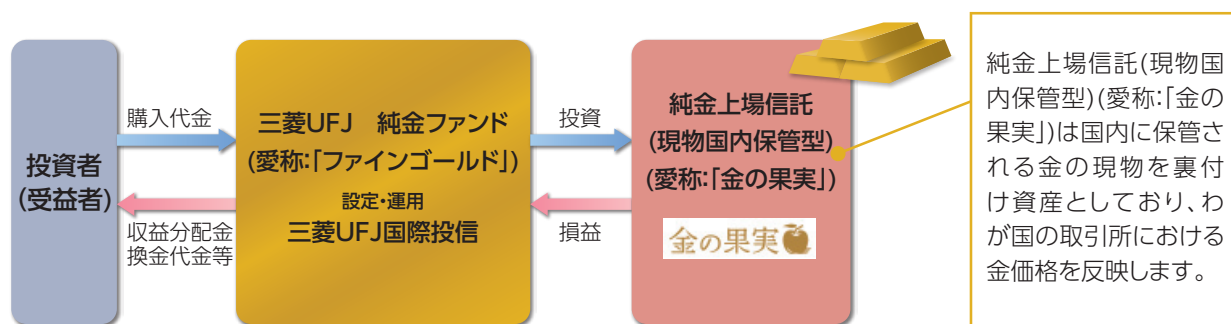 投資者
(受益者)
購入代金
収益分配金
換金代金等
三菱UFJ 純金ファンド
(愛称:「ファインゴールド」)
設定・運用
三菱UFJ国際投信
投資
損益
純金上場信託
(現物国内保管型)
(愛称:「金の果実」)
金の果実
純金上場信託(現物国
内保管型)(愛称:「金の
果実」)は国内に保管さ
れる金の現物を裏付
け資産としており、わ
が国の取引所における
金価格を反映します。